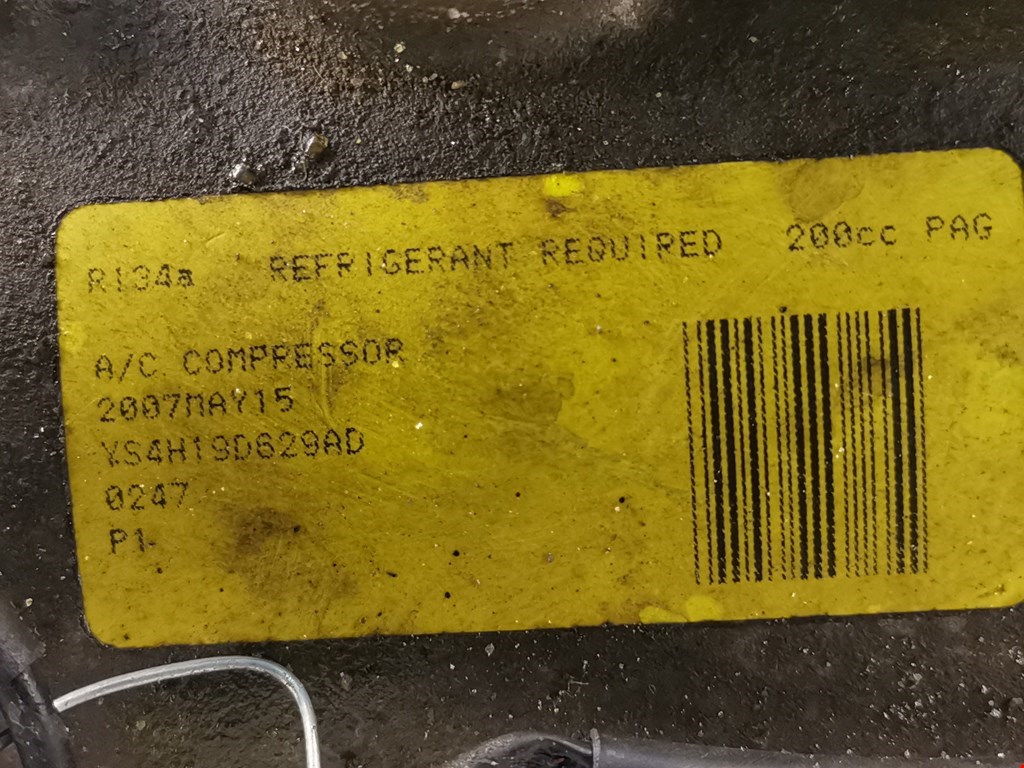 R134a REFRIGERANT REQUIRED 200cc PAG
A/C COMPRESSOR
2007MAY15
YS4H19D629AD
0247
P1